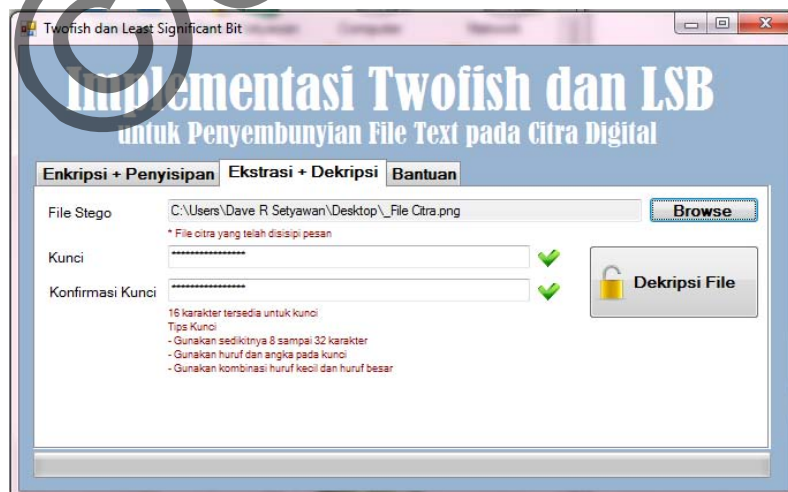 Twofish dan Least Significant Bit
Implementasi Twofish dan LSB
untuk Penyembunyian File Text pada Citra Digital
Enkripsi + Penyisipan Ekstrasi + Dekripsi Bantuan
File Stego C:\Users\Dave R Setyawan\Desktop\_File Citra.png Browse
* File citra yang telah disisipi pesan
Kunci ****************
Dekripsi File
Konfirmasi Kunci ****************
16 karakter tersedia untuk kunci
Tips Kunci
- Gunakan sedikitnya 8 sampai 32 karakter
- Gunakan huruf dan angka pada kunci
- Gunakan kombinasi huruf kecil dan huruf besar